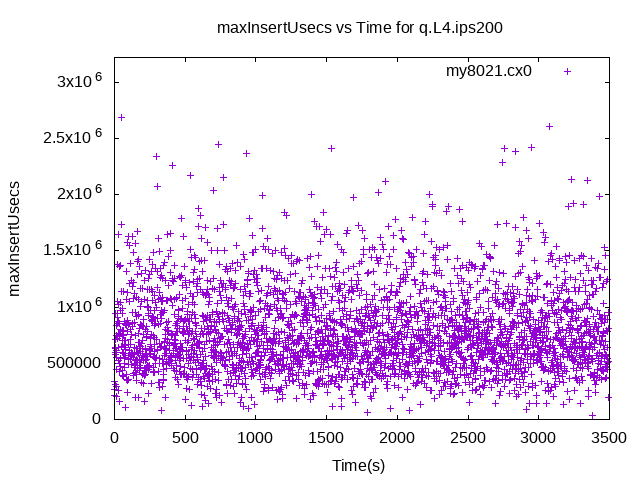 maxInsertUsecs vs Time for q.L4.ips200
my8021.cx0
3x10^6
2.5x10^6
2x10^6
1.5x10^6
1x10^6
500000
0
maxInsertUsecs
0 500 1000 1500 2000 2500 3000 3500
Time(s)